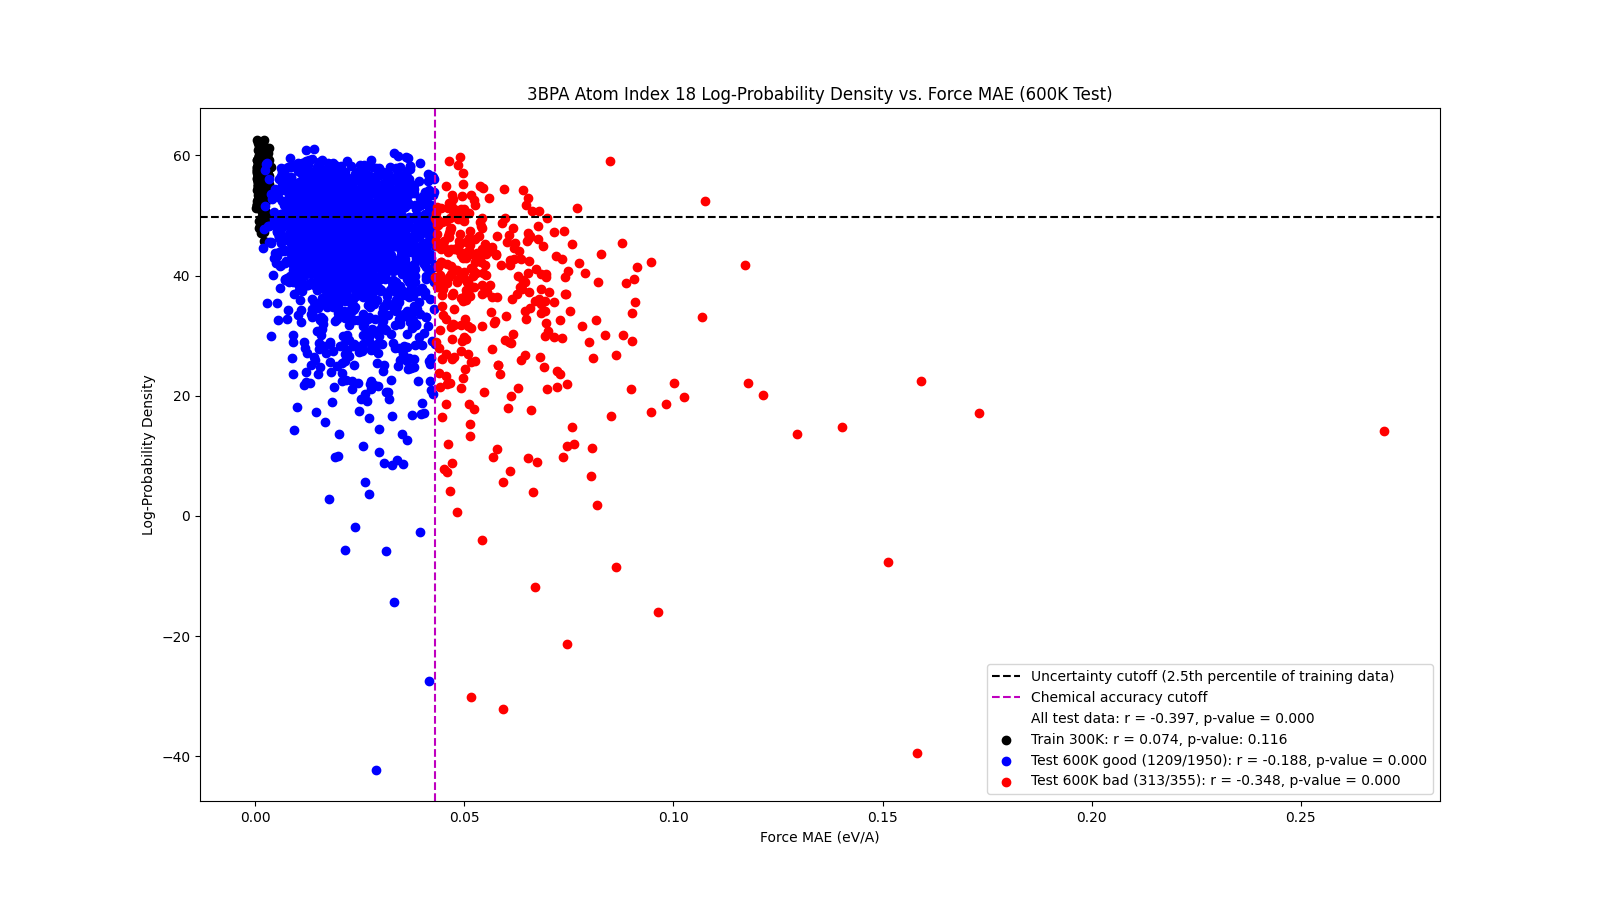 3BPA Atom Index 18 Log-Probability Density vs. Force MAE (600K Test)
Log-Probability Density
60
40
20
0
−20
−40
Uncertainty cutoff (2.5th percentile of training data)
Chemical accuracy cutoff
All test data: r = -0.397, p-value = 0.000
Train 300K: r = 0.074, p-value: 0.116
Test 600K good (1209/1950): r = -0.188, p-value = 0.000
Test 600K bad (313/355): r = -0.348, p-value = 0.000
0.00 0.05 0.10 0.15 0.20 0.25
Force MAE (eV/A)